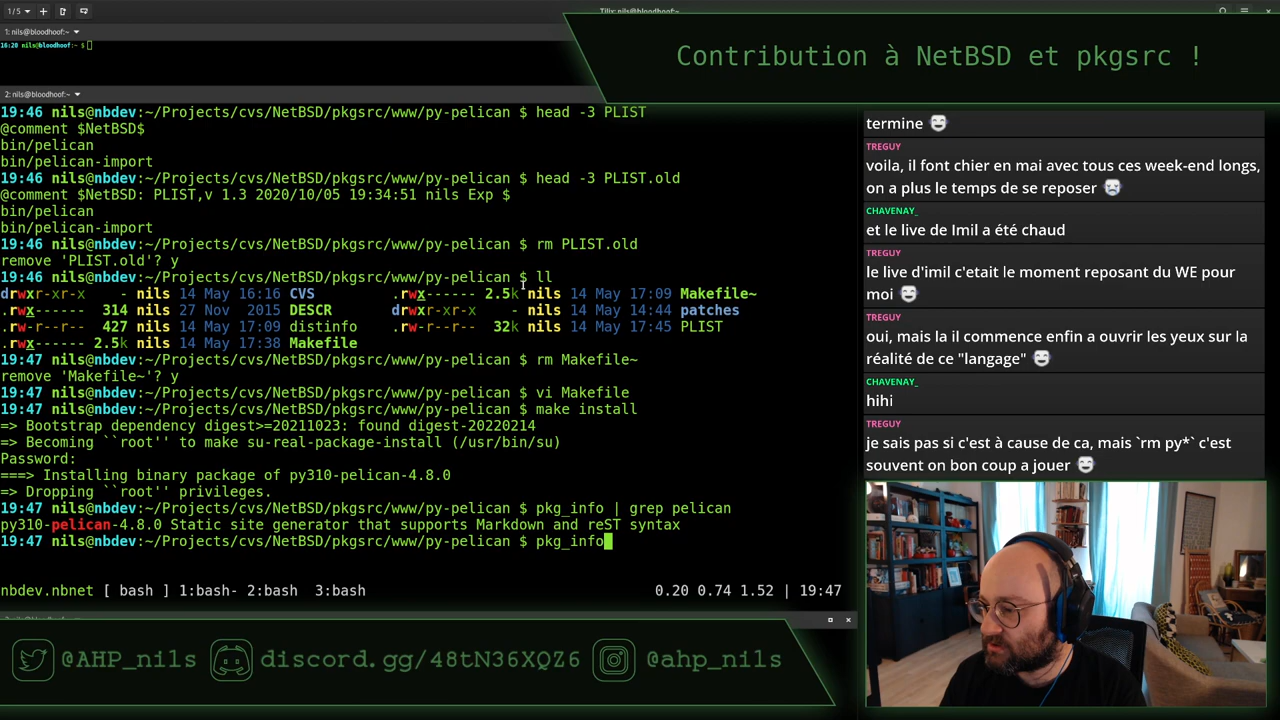 1/5
Tilix: nils@bloodhoof:~
1: nils@bloodhoof:~
16:20 nils@bloodhoof:~ $
Contribution à NetBSD et pkgsrc !
2: nils@bloodhoof:~
19:46 nils@nbdev:~/Projects/cvs/NetBSD/pkgsrc/www/py-pelican $ head -3 PLIST
@comment $NetBSD$
bin/pelican
bin/pelican-import
19:46 nils@nbdev:~/Projects/cvs/NetBSD/pkgsrc/www/py-pelican $ head -3 PLIST.old
@comment $NetBSD: PLIST,v 1.3 2020/10/05 19:34:51 nils Exp $
bin/pelican
bin/pelican-import
19:46 nils@nbdev:~/Projects/cvs/NetBSD/pkgsrc/www/py-pelican $ rm PLIST.old
remove 'PLIST.old'? y
19:46 nils@nbdev:~/Projects/cvs/NetBSD/pkgsrc/www/py-pelican $ ll
drwxr-xr-x - nils 14 May 16:16 CVS .rwx------ 2.5k nils 14 May 17:09 Makefile~
.rwx------ 314 nils 27 Nov 2015 DESCR drwxr-xr-x - nils 14 May 14:44 patches
.rw-r--r-- 427 nils 14 May 17:09 distinfo .rw-r--r-- 32k nils 14 May 17:45 PLIST
.rwx------ 2.5k nils 14 May 17:38 Makefile
19:47 nils@nbdev:~/Projects/cvs/NetBSD/pkgsrc/www/py-pelican $ rm Makefile~
remove 'Makefile~'? y
19:47 nils@nbdev:~/Projects/cvs/NetBSD/pkgsrc/www/py-pelican $ vi Makefile
19:47 nils@nbdev:~/Projects/cvs/NetBSD/pkgsrc/www/py-pelican $ make install
=> Bootstrap dependency digest>=20211023: found digest-20220214
=> Becoming ``root'' to make su-real-package-install (/usr/bin/su)
Password:
===> Installing binary package of py310-pelican-4.8.0
=> Dropping ``root'' privileges.
19:47 nils@nbdev:~/Projects/cvs/NetBSD/pkgsrc/www/py-pelican $ pkg_info | grep pelican
py310-pelican-4.8.0 Static site generator that supports Markdown and reST syntax
19:47 nils@nbdev:~/Projects/cvs/NetBSD/pkgsrc/www/py-pelican $ pkg_info
nbdev.nbnet [ bash ] 1:bash- 2:bash 3:bash 0.20 0.74 1.52 | 19:47
termine
TREGUY
voila, il font chier en mai avec tous ces week-end longs,
on a plus le temps de se reposer
CHAVENAY_
et le live de Imil a été chaud
TREGUY
le live d'imil c'etait le moment reposant du WE pour
moi
TREGUY
oui, mais la il commence enfin a ouvrir les yeux sur la
réalité de ce "langage"
CHAVENAY_
hihi
TREGUY
je sais pas si c'est à cause de ca, mais `rm py*` c'est
souvent on bon coup a jouer
@AHP_nils discord.gg/48tN36XQZ6 @ahp_nils